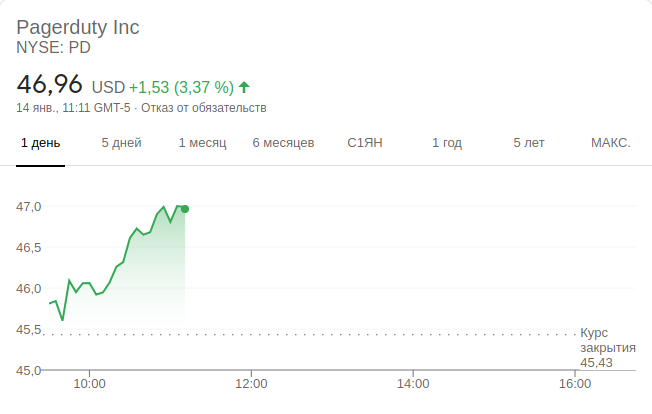 Pagerduty Inc
NYSE: PD
46,96 USD +1,53 (3,37 %)
14 янв., 11:11 GMT-5 · Отказ от обязательств
1 день 5 дней 1 месяц 6 месяцев С1ЯН 1 год 5 лет МАКС.
47,0
46,5
46,0
45,5
45,0
Курс
закрытия
45,43
10:00 12:00 14:00 16:00